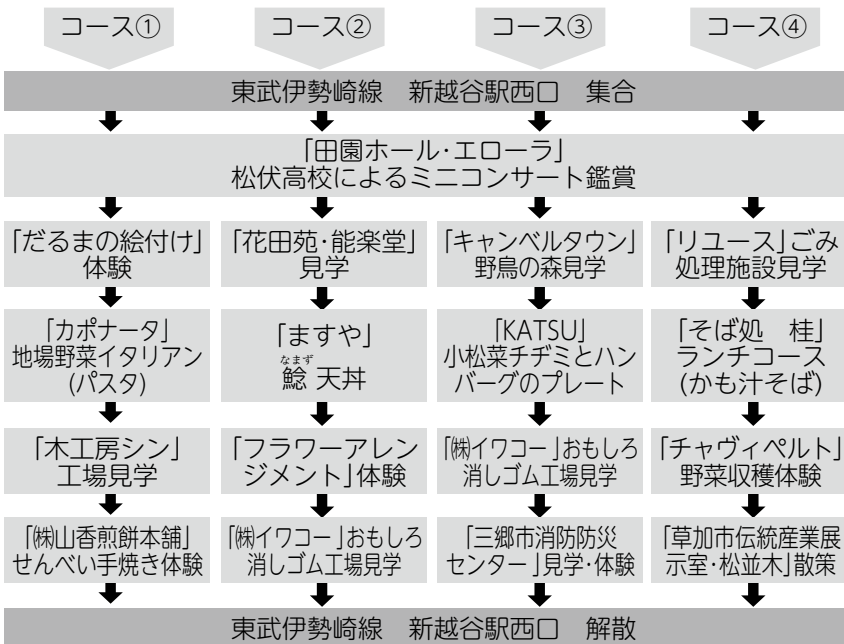 コース①
コース②
コース③
コース④
東武伊勢崎線　新越谷駅西口　集合
「田園ホール・エローラ」
松伏高校によるミニコンサート鑑賞
「だるまの絵付け」
体験
「花田苑・能楽堂」
見学
「キャンベルタウン」
野鳥の森見学
「リユース」ごみ
処理施設見学
「カポナータ」
地場野菜イタリアン
(パスタ)
「ますや」
なまず
鯰 天丼
「KATSU」
小松菜チヂミとハン
バーグのプレート
「そば処　桂」
ランチコース
(かも汁そば)
「木工房シン」
工場見学
「フラワーアレン
ジメント」体験
「㈱イワコー」おもしろ
消しゴム工場見学
「チャヴィペルト」
野菜収穫体験
「㈱山香煎餅本舗」
せんべい手焼き体験
「㈱イワコー」おもしろ
消しゴム工場見学
「三郷市消防防災
センター」見学・体験
「草加市伝統産業展
示室・松並木」散策
東武伊勢崎線　新越谷駅西口　解散